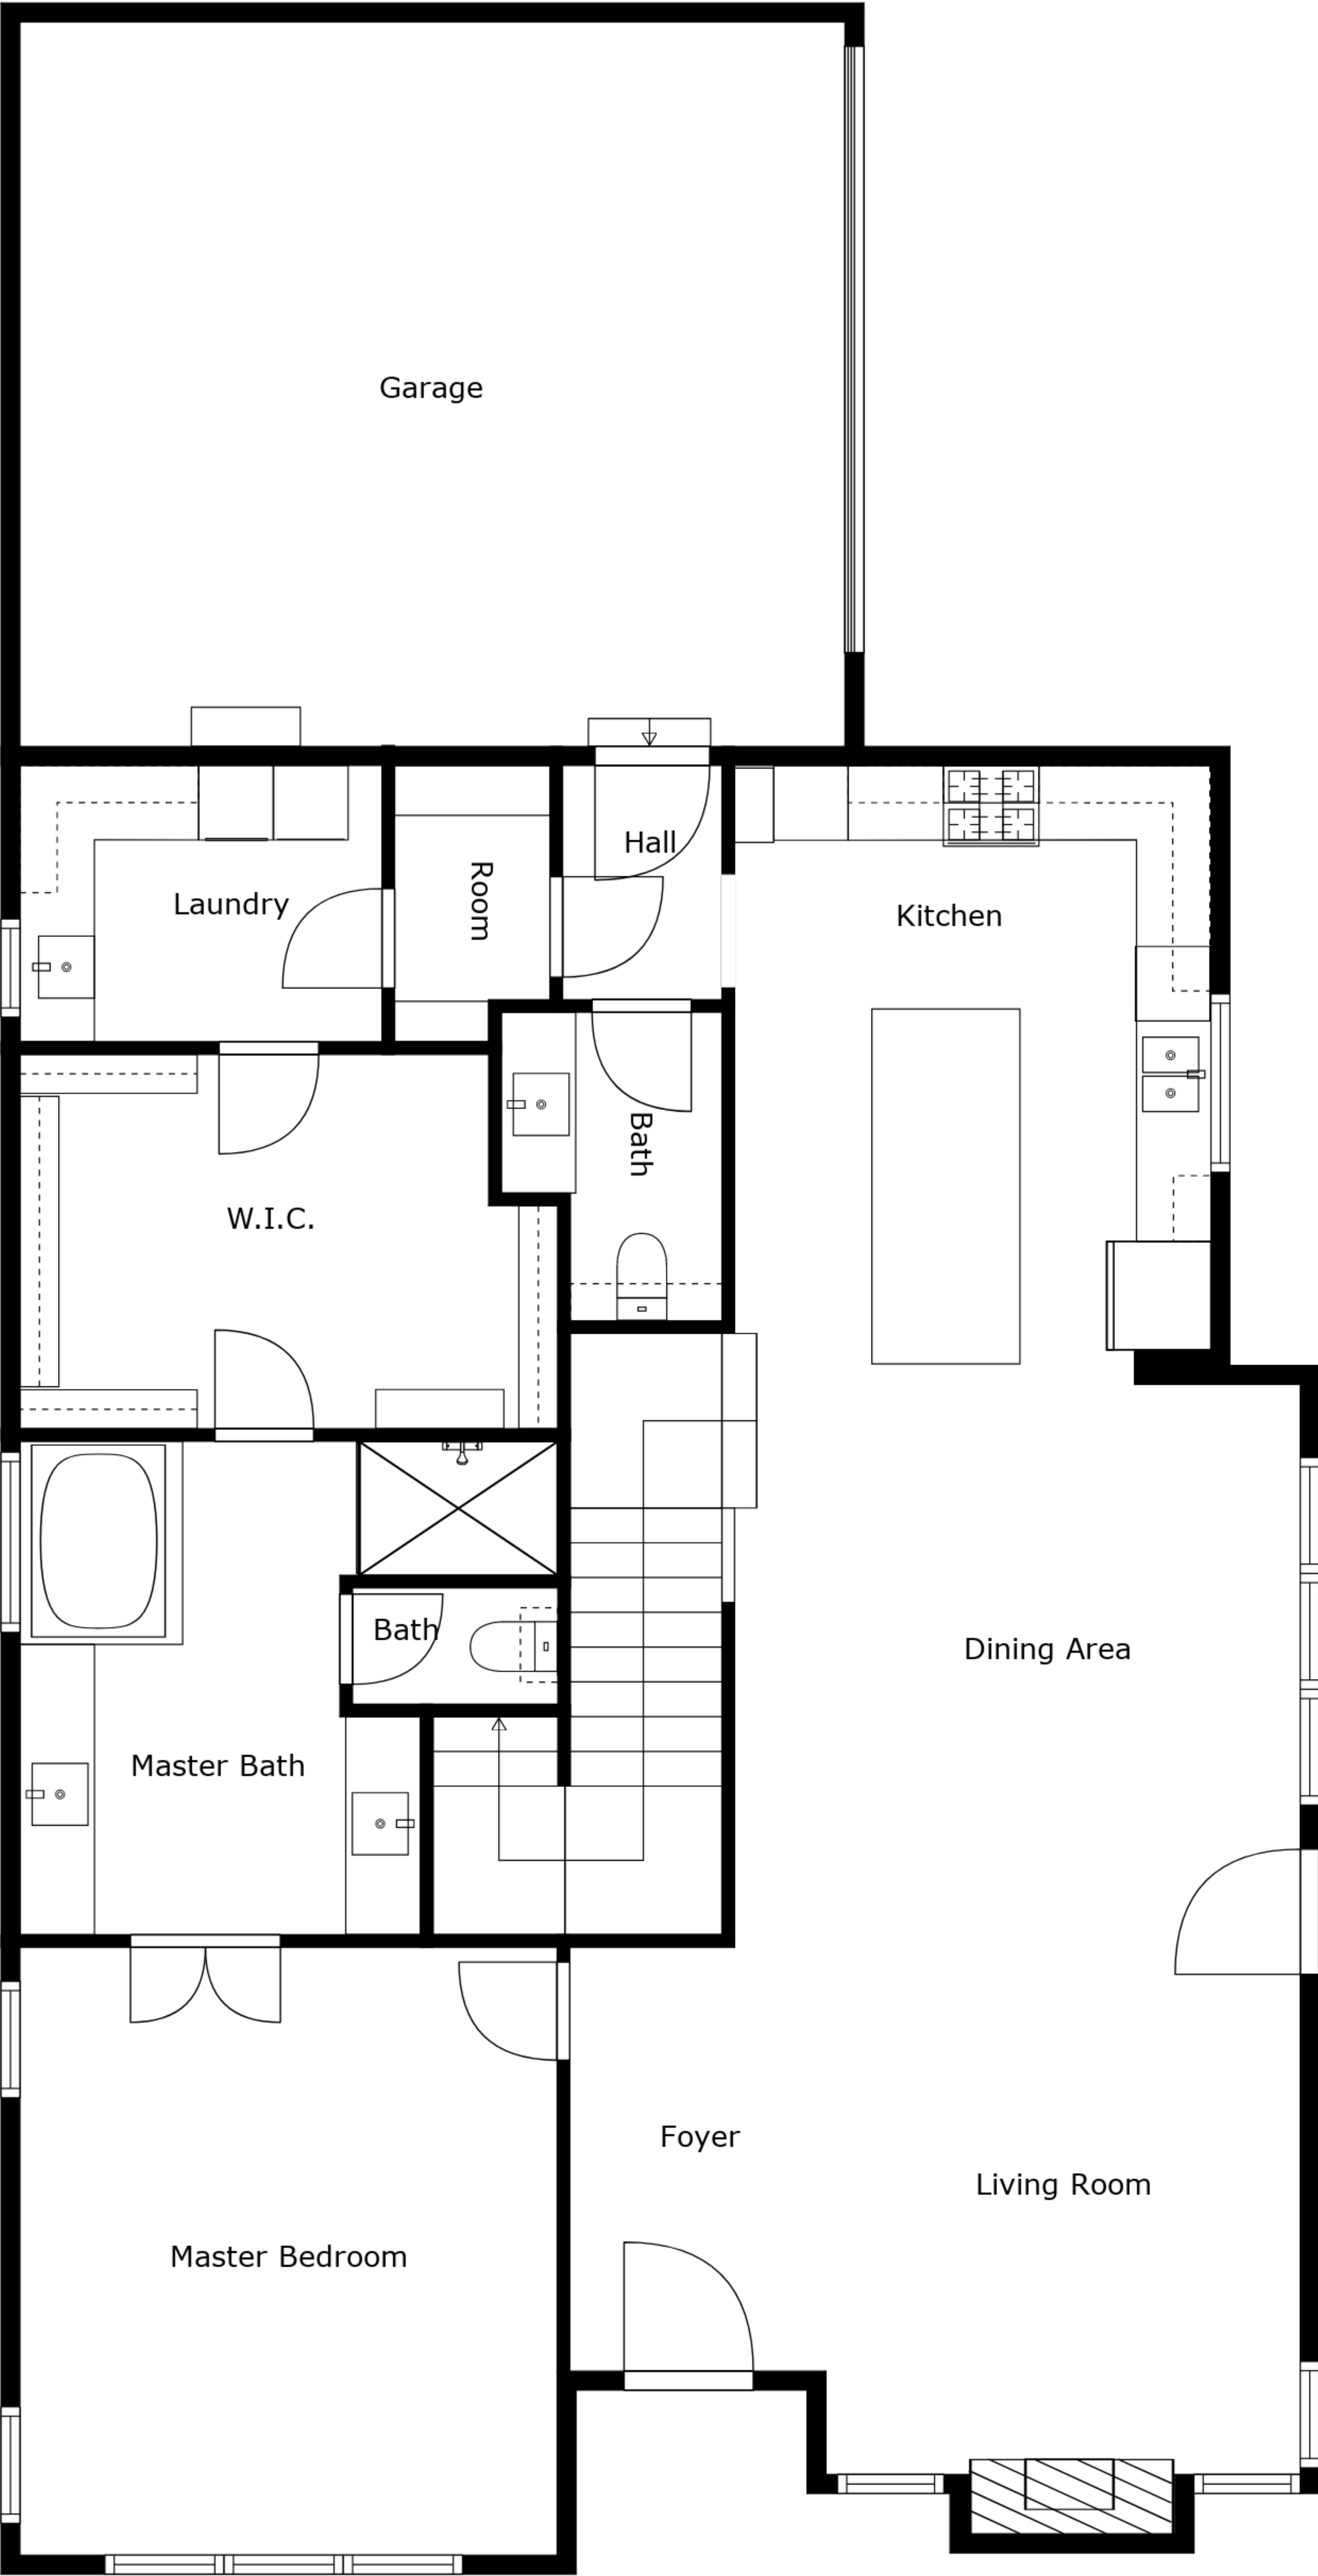 Garage
Hall
Room
Laundry
Kitchen
Bath
W.I.C.
Bath
Dining Area
Master Bath
Foyer
Living Room
Master Bedroom